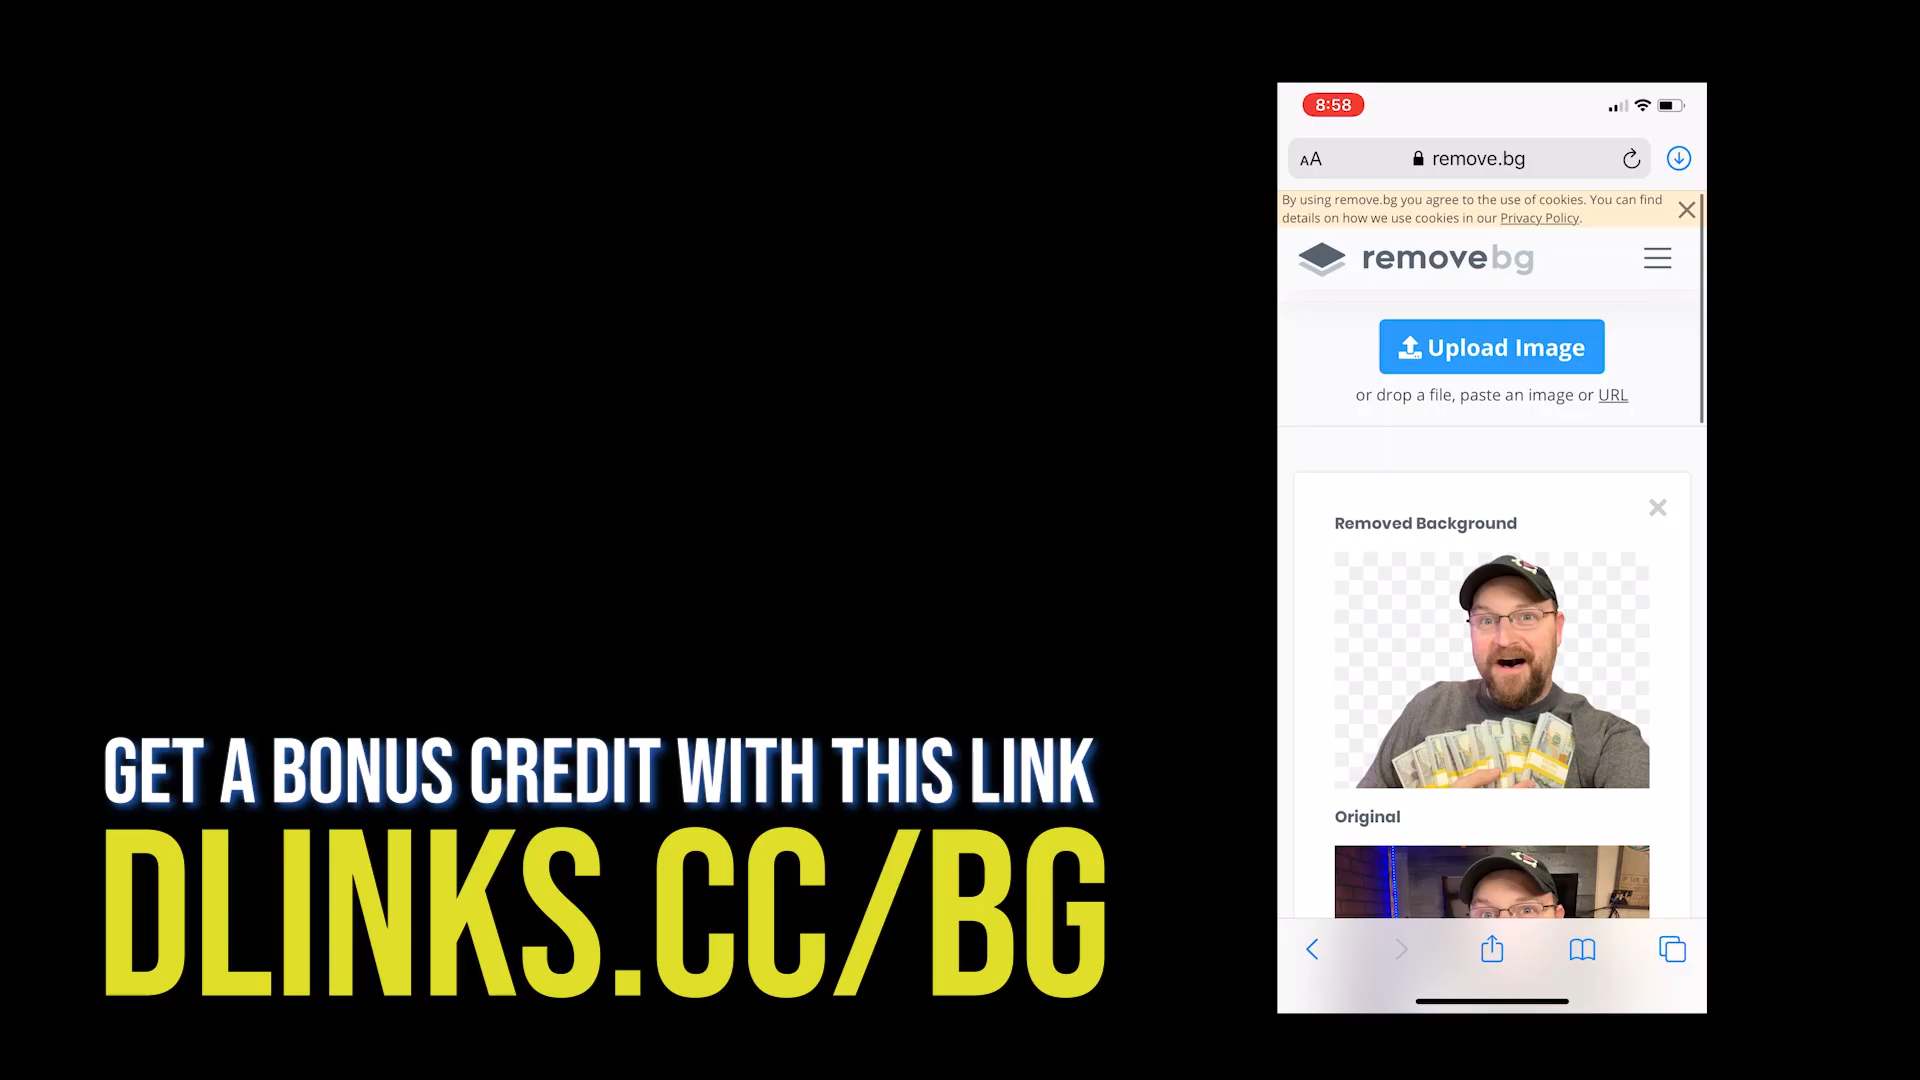 GET A BONUS CREDIT WITH THIS LINK
DLINKS.CC/BG
8:58
AA
remove.bg
By using remove.bg you agree to the use of cookies. You can find
details on how we use cookies in our Privacy Policy.
removebg
Upload Image
or drop a file, paste an image or URL
Removed Background
Original